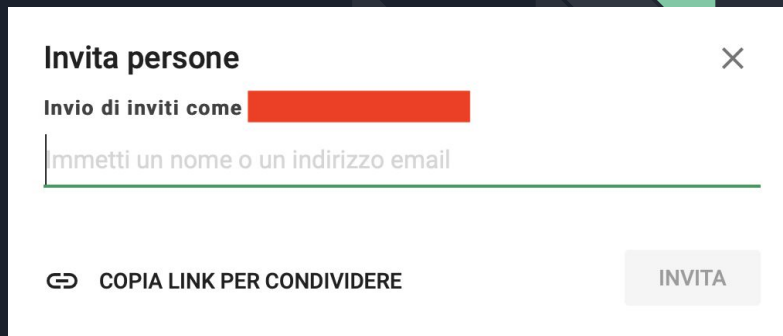 Invita persone
Invio di inviti come
Immetti un nome o un indirizzo email
COPIA LINK PER CONDIVIDERE
INVITA